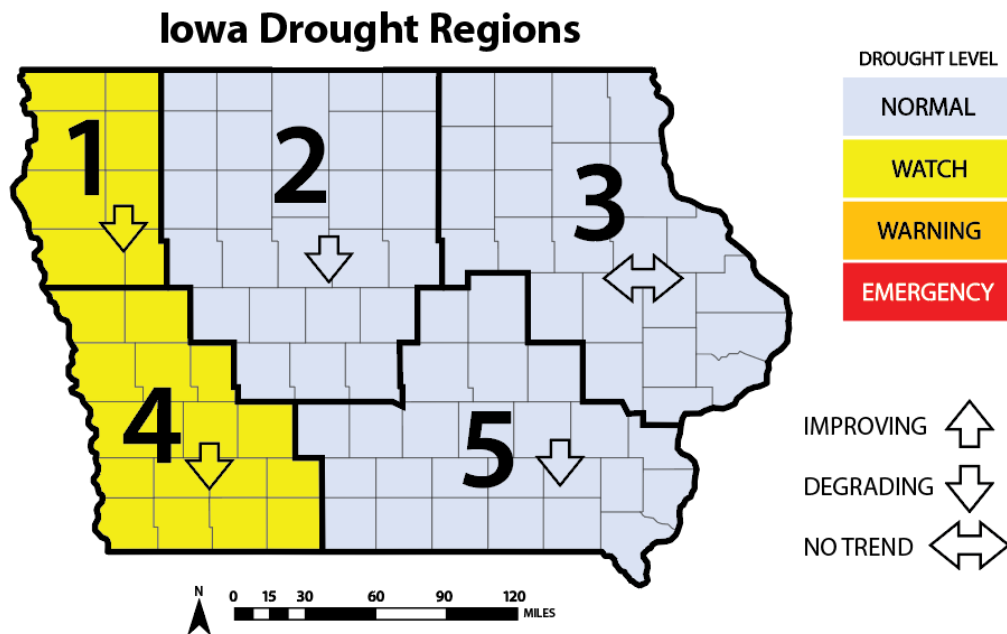 Iowa Drought Regions
1
2
3
4
5
DROUGHT LEVEL
NORMAL
WATCH
WARNING
EMERGENCY
IMPROVING
DEGRADING
NO TREND
N
0 15 30 60 90 120
MILES